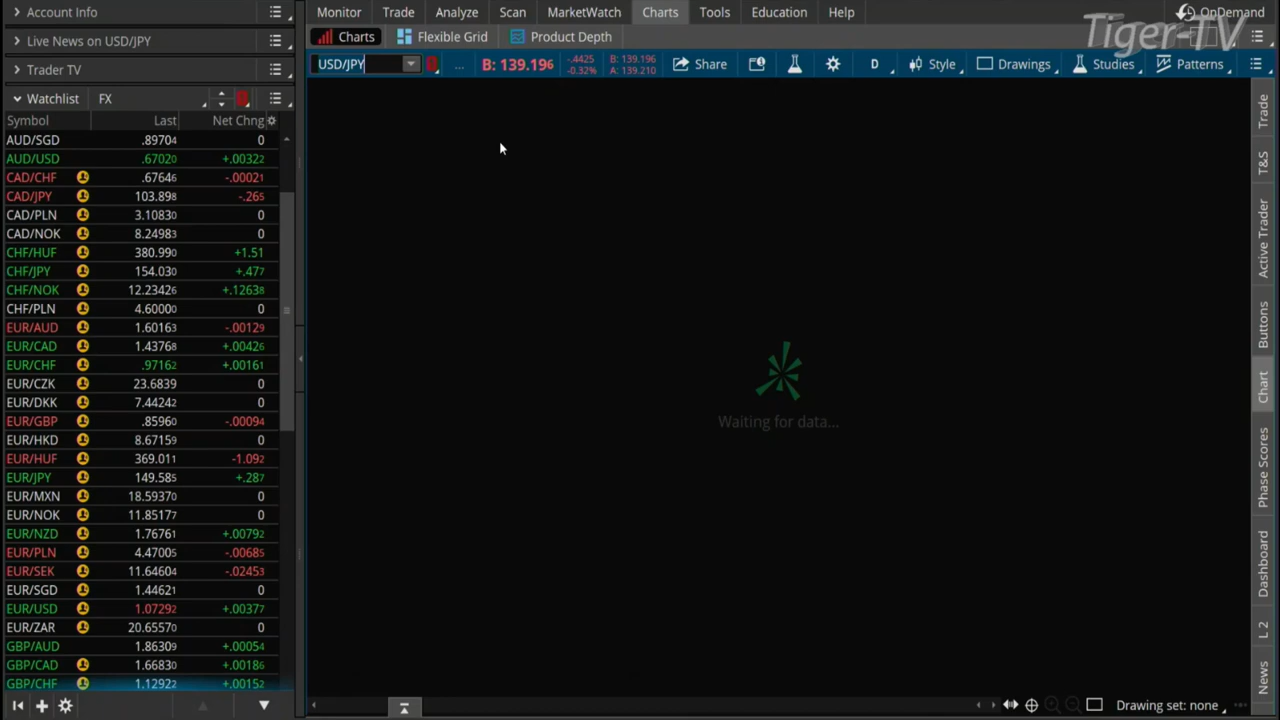 Account Info
Live News on USD/JPY
Trader TV
Watchlist FX
Symbol Last Net Chng
AUD/SGD .89704 0
AUD/USD .67020 +.00322
CAD/CHF .67646 -.00021
CAD/JPY 103.898 -.265
CAD/PLN 3.10830 0
CAD/NOK 8.24983 0
CHF/HUF 380.990 +1.51
CHF/JPY 154.030 +.477
CHF/NOK 12.23426 +.12638
CHF/PLN 4.60000 0
EUR/AUD 1.60163 -.00129
EUR/CAD 1.43768 +.00426
EUR/CHF .97162 +.00161
EUR/CZK 23.6839 0
EUR/DKK 7.44242 0
EUR/GBP .85960 -.00094
EUR/HKD 8.67159 0
EUR/HUF 369.011 -1.092
EUR/JPY 149.585 +.287
EUR/MXN 18.59370 0
EUR/NOK 11.85177 0
EUR/NZD 1.76761 +.00792
EUR/PLN 4.47005 -.00685
EUR/SEK 11.64604 -.02453
EUR/SGD 1.44621 0
EUR/USD 1.07292 +.00377
EUR/ZAR 20.65570 0
GBP/AUD 1.86309 +.00054
GBP/CAD 1.66830 +.00186
GBP/CHF 1.12922 +.00152
Monitor Trade Analyze Scan MarketWatch Charts Tools Education Help OnDemand
Tiger-TV
Charts Flexible Grid Product Depth
USD/JPY ... B: 139.196 -.4425 B: 139.196 Share D Style Drawings Studies Patterns
-0.32% A: 139.210
Waiting for data...
Trade
T&S
Active Trader
Buttons
Chart
Phase Scores
Dashboard
L 2
News
Drawing set: none